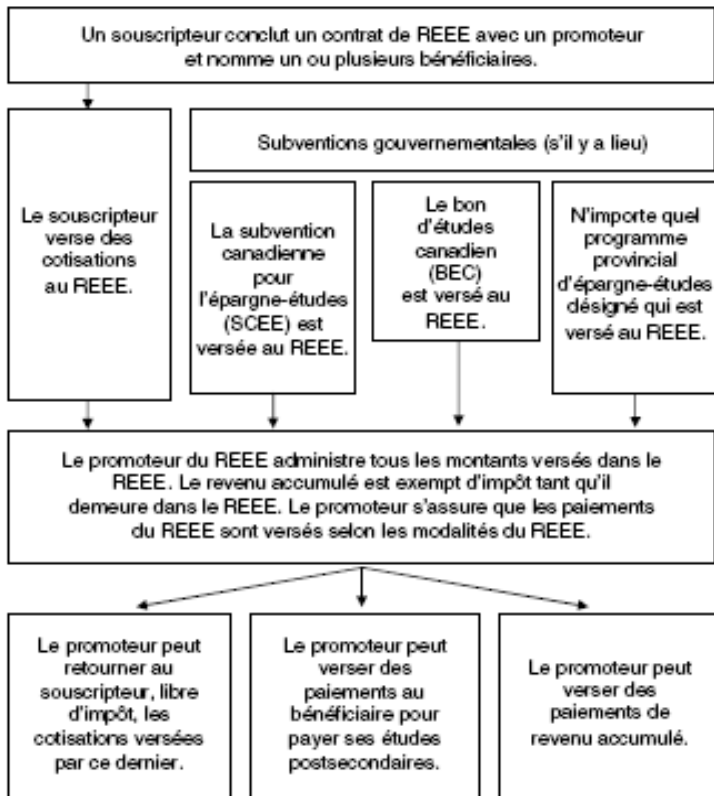 Un souscripteur conclut un contrat de REEE avec un promoteur
et nomme un ou plusieurs bénéficiaires.
Le souscripteur
verse des
cotisations
au REEE.
Subventions gouvernementales (s'il y a lieu)
La subvention
canadienne
pour
l'épargne-études
(SCEE) est
versée au REEE.
Le bon
d'études
canadien
(BEC)
est versé au
REEE.
N'importe quel
programme
provincial
d'épargne-études
désigné qui est
versé au REEE.
Le promoteur du REEE administre tous les montants versés dans le
REEE. Le revenu accumulé est exempt d'impôt tant qu'il
demeure dans le REEE. Le promoteur s'assure que les paiements
du REEE sont versés selon les modalités du REEE.
Le promoteur peut
retourner au
souscripteur, libre
d'impôt, les
cotisations versées
par ce dernier.
Le promoteur peut
verser des
paiements au
bénéficiaire pour
payer ses études
postsecondaires.
Le promoteur peut
verser des
paiements de
revenu accumulé.